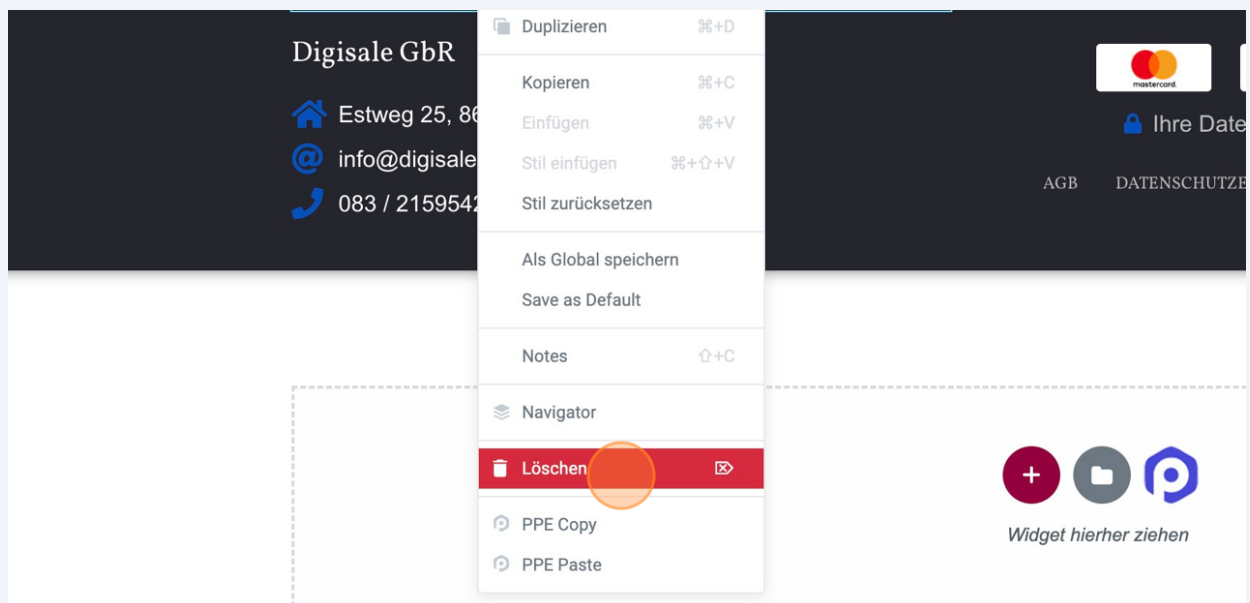 Digisale GbR
Estweg 25, 86
info@digisale
083 / 2159542
Duplizieren ⌘+D
Kopieren ⌘+C
Einfügen ⌘+V
Stil einfügen ⌘+⇧+V
Stil zurücksetzen
Als Global speichern
Save as Default
Notes ⇧+C
Navigator
Löschen
PPE Copy
PPE Paste
mastercard.
Ihre Date
AGB DATENSCHUTZE
Widget hierher ziehen